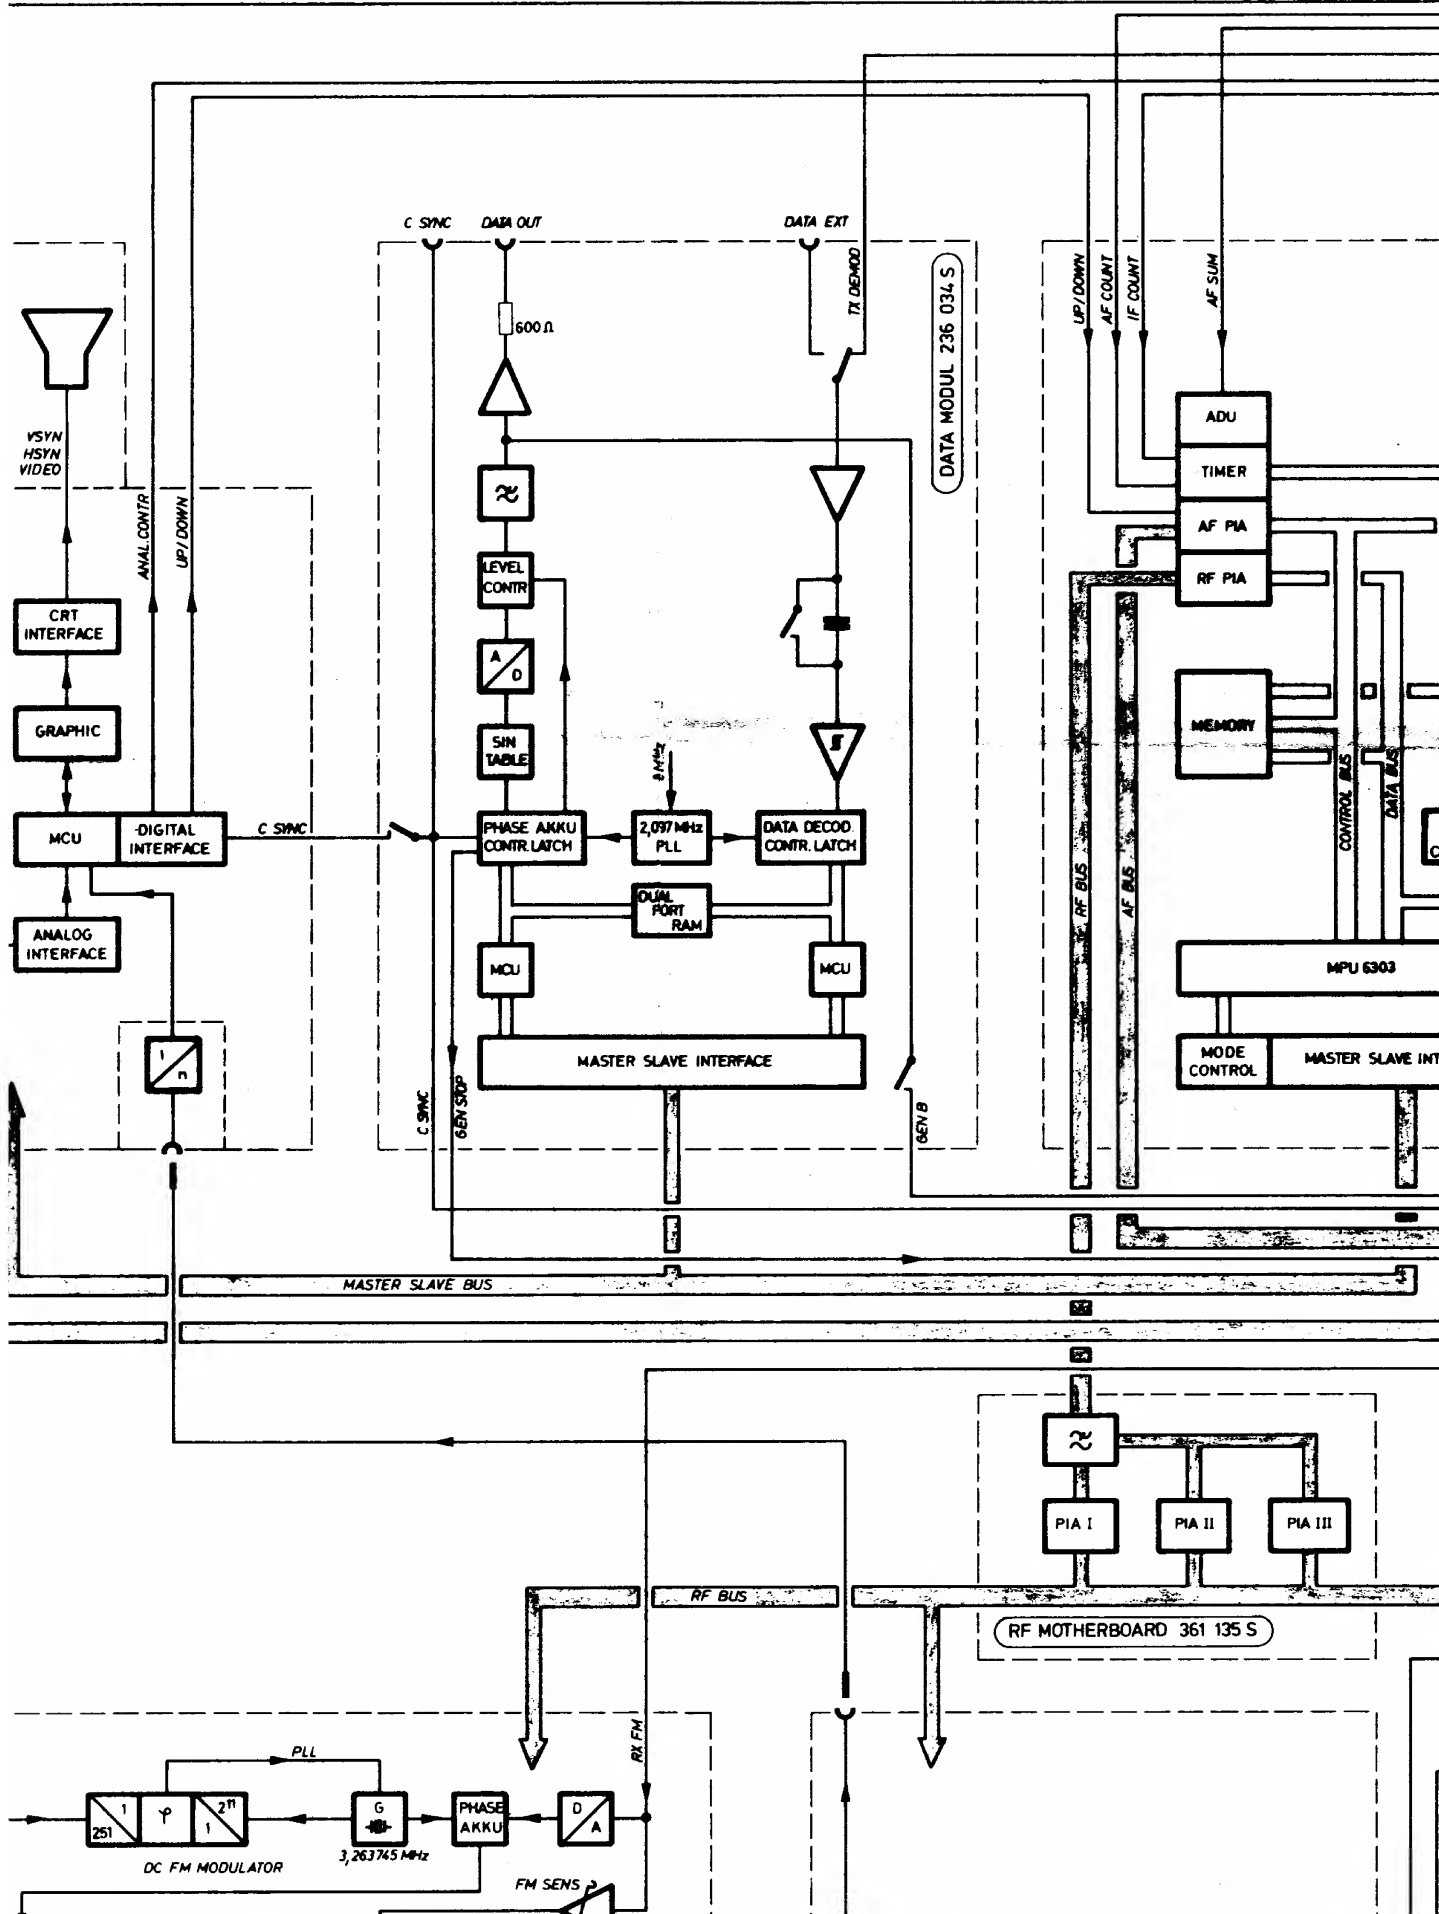 C SYNC
DATA OUT
DATA EXT
TX DEMOD
DATA MODUL 236 034 S
UP/DOWN
AF COUNT
IF COUNT
AF SUM
600 Ω
VSYN
HSYN
VIDEO
ANAL.CONTR
UP/DOWN
ADU
TIMER
AF PIA
RF PIA
LEVEL
CONTR
CRT
INTERFACE
A
D
GRAPHIC
SIN
TABLE
MEMORY
CONTROL BUS
DATA BUS
MCU
DIGITAL
INTERFACE
C SYNC
PHASE AKKU
CONTR. LATCH
2,097 MHz
PLL
DATA DECOD.
CONTR. LATCH
DUAL
PORT
RAM
RF BUS
AF BUS
ANALOG
INTERFACE
MCU
MCU
MPU 6303
1
n
MASTER SLAVE INTERFACE
MODE
CONTROL
MASTER SLAVE INT
C SYNC
GEN STOP
GEN B
MASTER SLAVE BUS
PIA I
PIA II
PIA III
RF BUS
RF MOTHERBOARD 361 135 S
RX FM
PLL
1
251
φ
2ⁿ
1
G
PHASE
AKKU
D
A
3,263745 MHz
DC FM MODULATOR
FM SENS